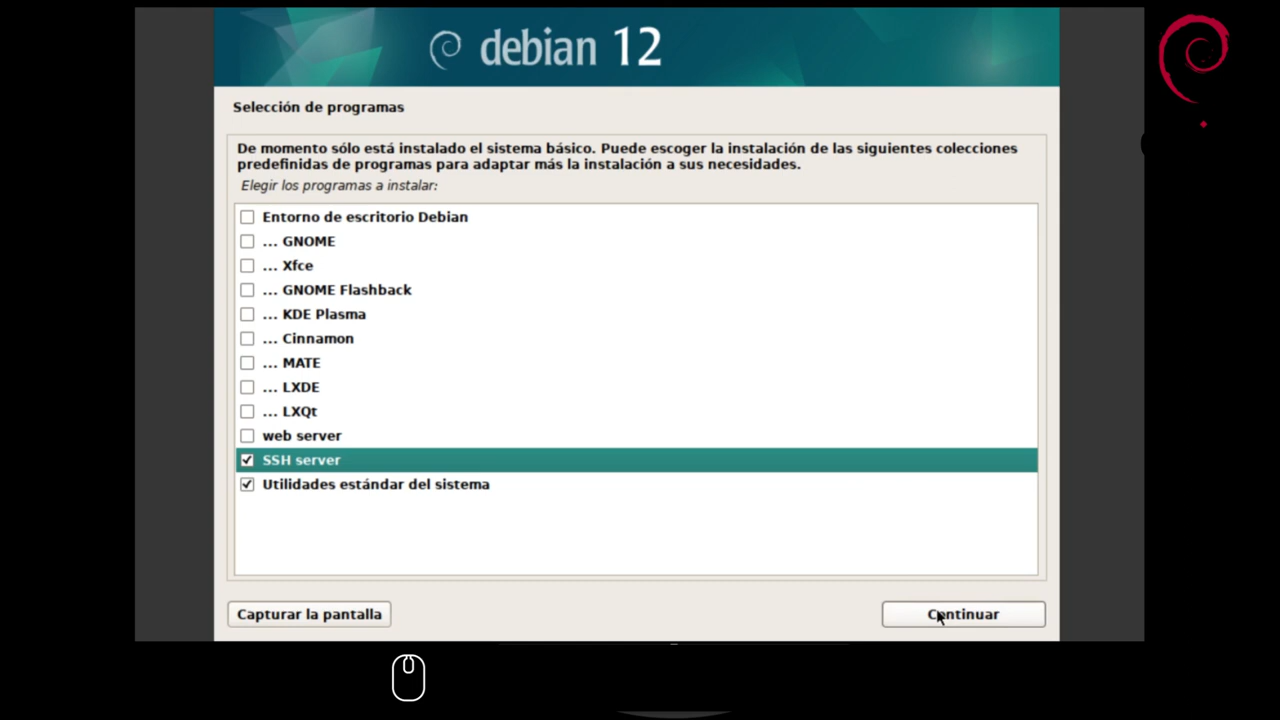 debian 12
Selección de programas
De momento sólo está instalado el sistema básico. Puede escoger la instalación de las siguientes colecciones
predefinidas de programas para adaptar más la instalación a sus necesidades.
Elegir los programas a instalar:
Entorno de escritorio Debian
... GNOME
... Xfce
... GNOME Flashback
... KDE Plasma
... Cinnamon
... MATE
... LXDE
... LXQt
web server
SSH server
Utilidades estándar del sistema
Capturar la pantalla
Continuar